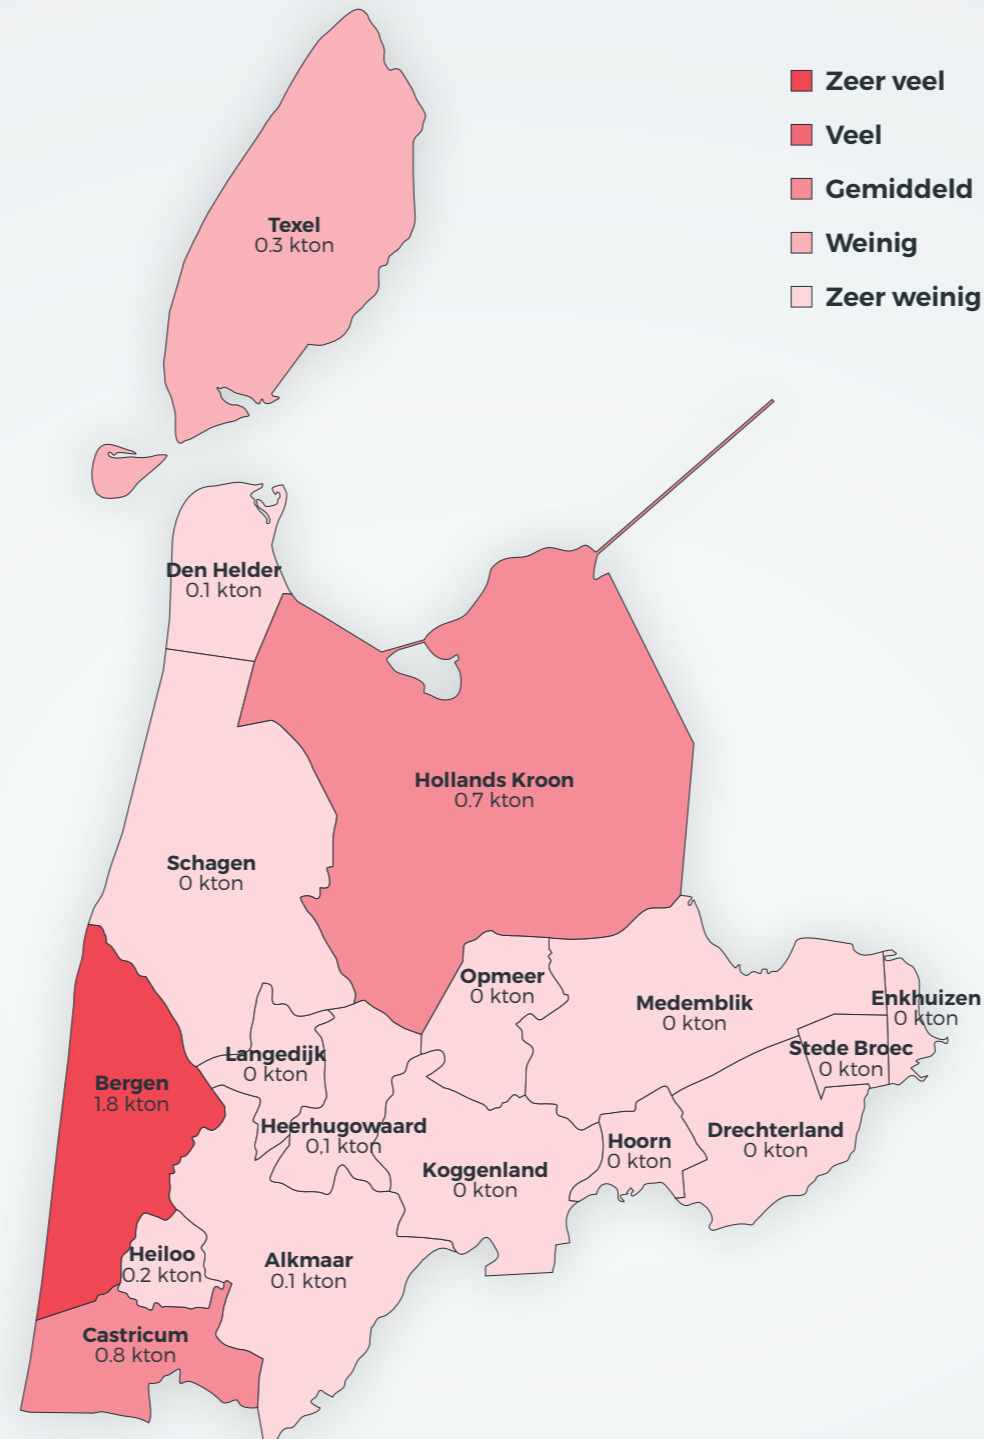 Zeer veel
Veel
Gemiddeld
Weinig
Zeer weinig
Texel
0.3 kton
Den Helder
0.1 kton
Hollands Kroon
0.7 kton
Schagen
0 kton
Opmeer
0 kton
Medemblik
0 kton
Enkhuizen
0 kton
Langedijk
0 kton
Stede Broec
0 kton
Bergen
1.8 kton
Heerhugowaard
0,1 kton
Hoorn
0 kton
Drechterland
0 kton
Koggenland
0 kton
Heiloo
0.2 kton
Alkmaar
0.1 kton
Castricum
0.8 kton